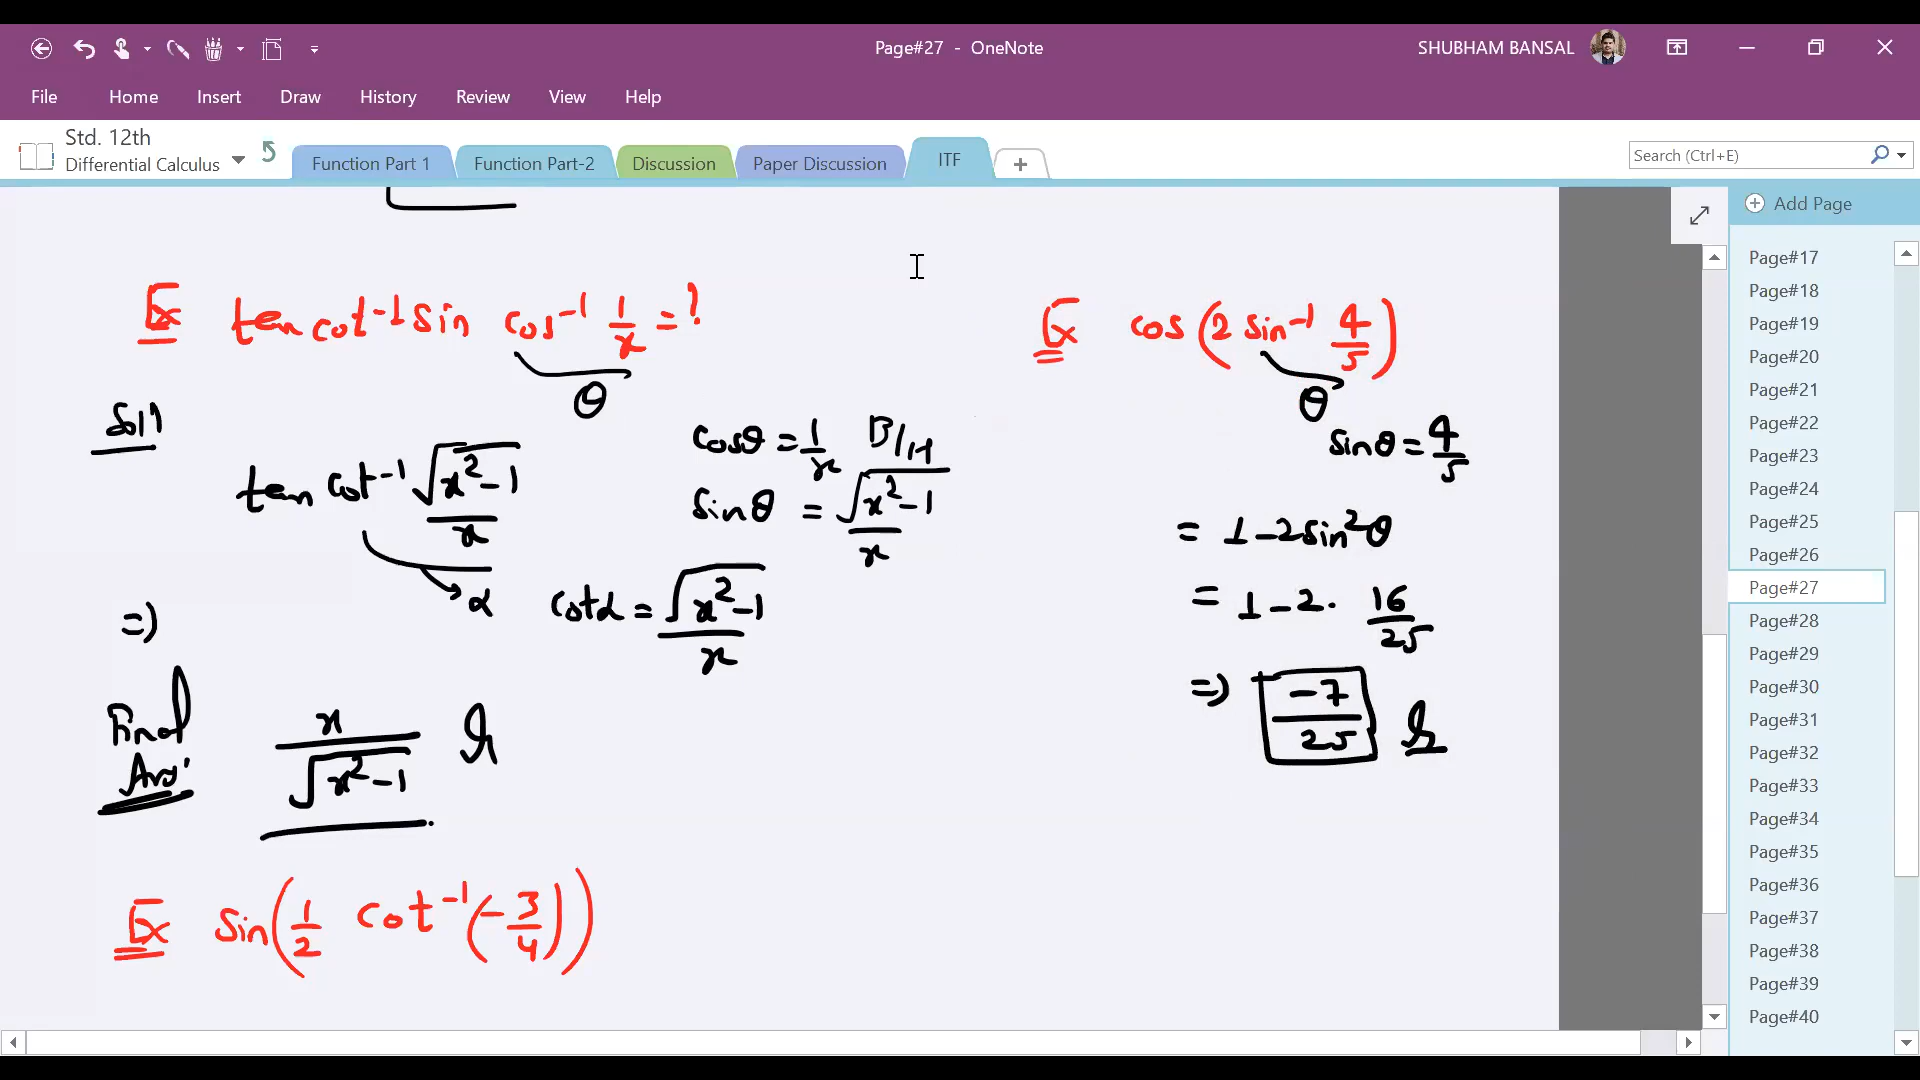 Page#27 - OneNote
SHUBHAM BANSAL
File Home Insert Draw History Review View Help
Std. 12th
Differential Calculus
Function Part 1
Function Part-2
Discussion
Paper Discussion
ITF
+
Search (Ctrl+E)
Add Page
Page#17
Page#18
Page#19
Page#20
Page#21
Page#22
Page#23
Page#24
Page#25
Page#26
Page#27
Page#28
Page#29
Page#30
Page#31
Page#32
Page#33
Page#34
Page#35
Page#36
Page#37
Page#38
Page#39
Page#40
Ex tan cot⁻¹ sin cos⁻¹ 1/x = ?
θ
Solⁿ
cosθ = 1/x B/H
tan cot⁻¹ √(x²-1)/x
sinθ = √(x²-1)/x
α
cotα = √(x²-1)/x
=)
Final
Ans:
x/√(x²-1)
Ex sin(1/2 cot⁻¹(-3/4))
Ex cos(2 sin⁻¹ 4/5)
θ
sinθ = 4/5
= 1-2sin²θ
= 1-2· 16/25
=) -7/25